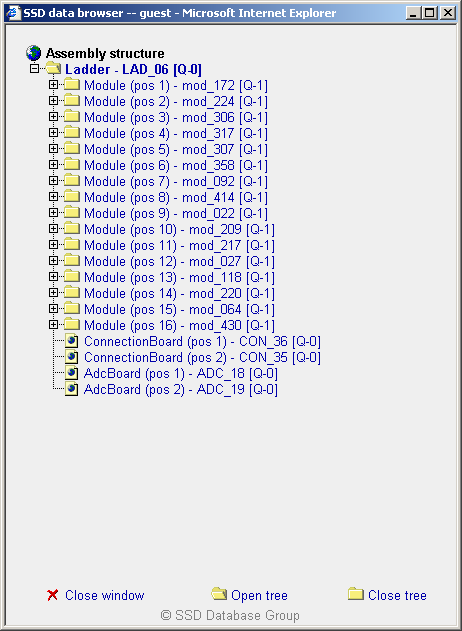 SSD data browser -- guest - Microsoft Internet Explorer
Assembly structure
Ladder - LAD_06 [Q-0]
Module (pos 1) - mod_172 [Q-1]
Module (pos 2) - mod_224 [Q-1]
Module (pos 3) - mod_306 [Q-1]
Module (pos 4) - mod_317 [Q-1]
Module (pos 5) - mod_307 [Q-1]
Module (pos 6) - mod_358 [Q-1]
Module (pos 7) - mod_092 [Q-1]
Module (pos 8) - mod_414 [Q-1]
Module (pos 9) - mod_022 [Q-1]
Module (pos 10) - mod_209 [Q-1]
Module (pos 11) - mod_217 [Q-1]
Module (pos 12) - mod_027 [Q-1]
Module (pos 13) - mod_118 [Q-1]
Module (pos 14) - mod_220 [Q-1]
Module (pos 15) - mod_064 [Q-1]
Module (pos 16) - mod_430 [Q-1]
ConnectionBoard (pos 1) - CON_36 [Q-0]
ConnectionBoard (pos 2) - CON_35 [Q-0]
AdcBoard (pos 1) - ADC_18 [Q-0]
AdcBoard (pos 2) - ADC_19 [Q-0]
Close window Open tree Close tree
© SSD Database Group